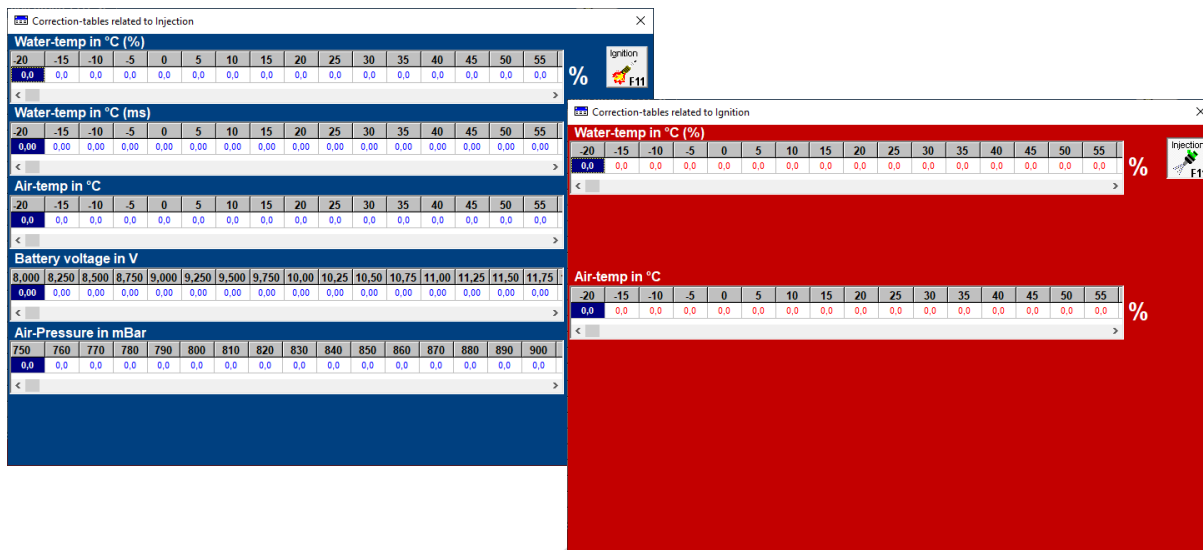 Correction-tables related to Injection
Water-temp in °C (%)
-20 -15 -10 -5 0 5 10 15 20 25 30 35 40 45 50 55
0,0 0,0 0,0 0,0 0,0 0,0 0,0 0,0 0,0 0,0 0,0 0,0 0,0 0,0 0,0 0,0
%
Ignition
F11
Water-temp in °C (ms)
-20 -15 -10 -5 0 5 10 15 20 25 30 35 40 45 50 55
0,00 0,00 0,00 0,00 0,00 0,00 0,00 0,00 0,00 0,00 0,00 0,00 0,00 0,00 0,00 0,00
Air-temp in °C
-20 -15 -10 -5 0 5 10 15 20 25 30 35 40 45 50 55
0,0 0,0 0,0 0,0 0,0 0,0 0,0 0,0 0,0 0,0 0,0 0,0 0,0 0,0 0,0 0,0
Battery voltage in V
8,000 8,250 8,500 8,750 9,000 9,250 9,500 9,750 10,00 10,25 10,50 10,75 11,00 11,25 11,50 11,75
0,00 0,00 0,00 0,00 0,00 0,00 0,00 0,00 0,00 0,00 0,00 0,00 0,00 0,00 0,00 0,00
Air-Pressure in mBar
750 760 770 780 790 800 810 820 830 840 850 860 870 880 890 900
0,0 0,0 0,0 0,0 0,0 0,0 0,0 0,0 0,0 0,0 0,0 0,0 0,0 0,0 0,0 0,0
Correction-tables related to Ignition
Water-temp in °C (%)
-20 -15 -10 -5 0 5 10 15 20 25 30 35 40 45 50 55
0,0 0,0 0,0 0,0 0,0 0,0 0,0 0,0 0,0 0,0 0,0 0,0 0,0 0,0 0,0 0,0
%
Injection
Air-temp in °C
-20 -15 -10 -5 0 5 10 15 20 25 30 35 40 45 50 55
0,0 0,0 0,0 0,0 0,0 0,0 0,0 0,0 0,0 0,0 0,0 0,0 0,0 0,0 0,0 0,0
%